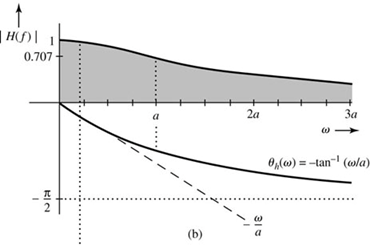 | H(f) | 1
0.707
a 2a 3a
ω
θh(ω) = –tan⁻¹ (ω/a)
– π/2
– ω/a
(b)